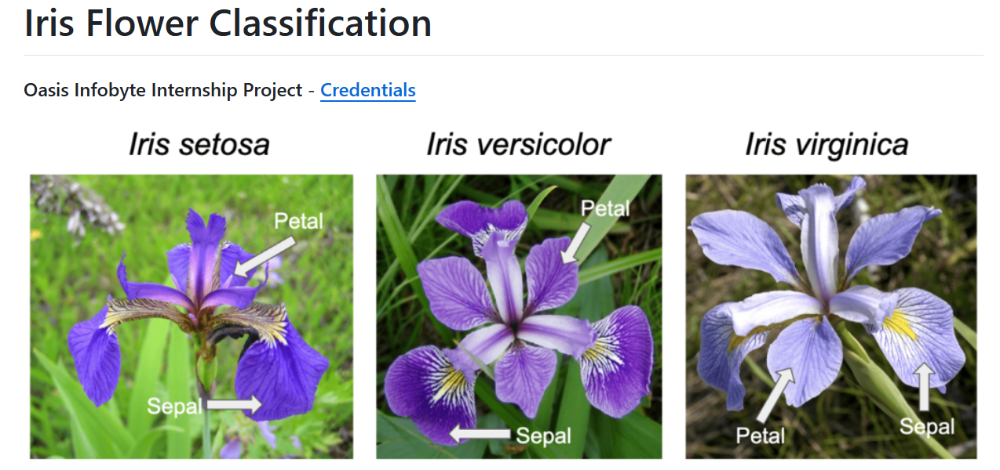 Iris Flower Classification
Oasis Infobyte Internship Project - Credentials
Iris setosa
Iris versicolor
Iris virginica
Petal
Sepal
Petal
Sepal
Petal
Sepal